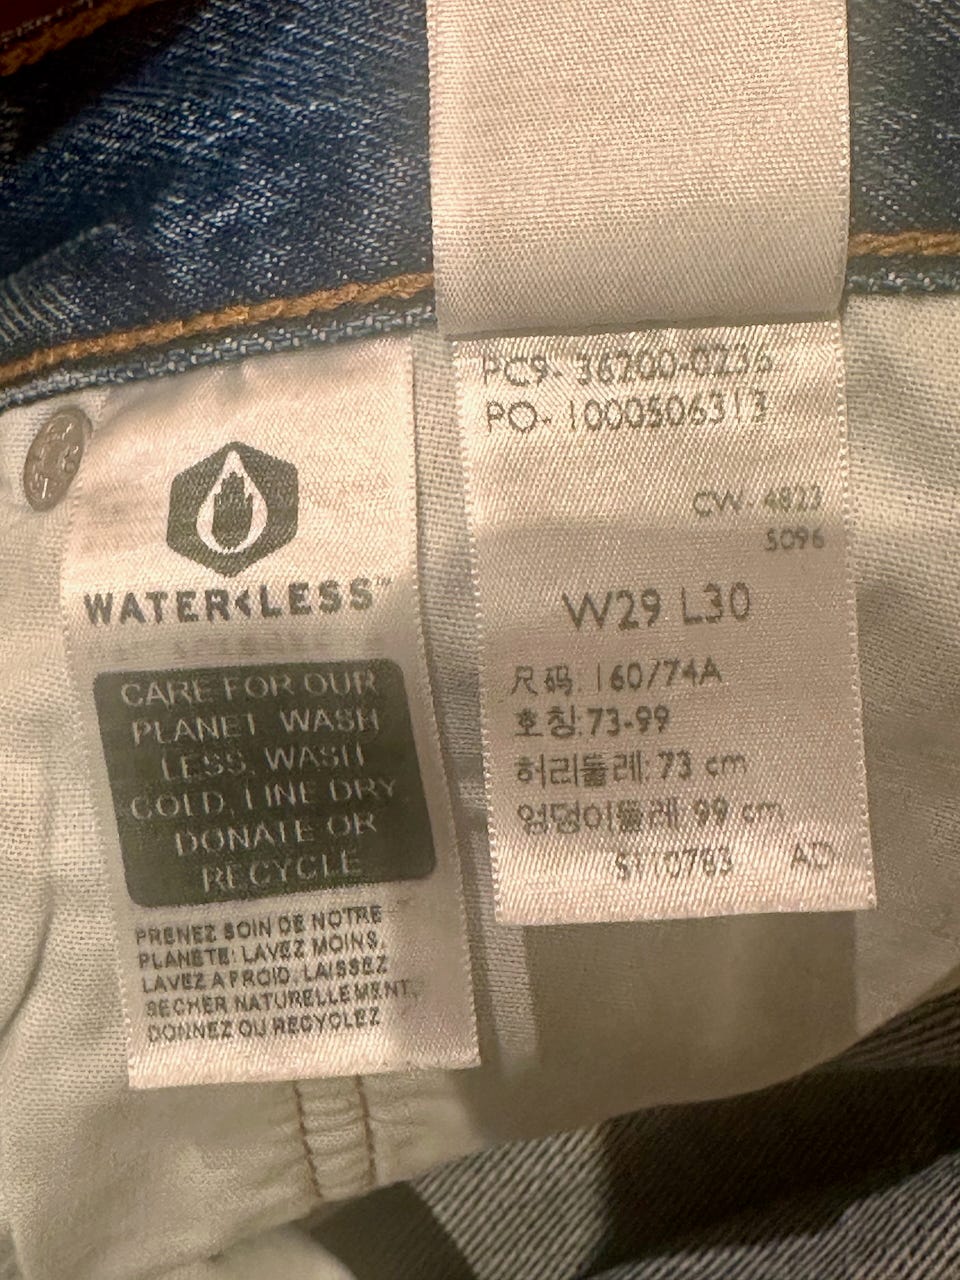 WATER<LESS™
CARE FOR OUR
PLANET WASH
LESS, WASH
COLD, LINE DRY
DONATE OR
RECYCLE
PRENEZ SOIN DE NOTRE
PLANÈTE: LAVEZ MOINS,
LAVEZ A FROID, LAISSEZ
SECHER NATURELLEMENT,
DONNEZ OU RECYCLEZ
PC9- 36200-0236
PO- 1000506313
CW- 4823
5096
W29 L30
尺码: 160/74A
호칭:73-99
허리둘레: 73 cm
엉덩이둘레: 99 cm
S110783 AD